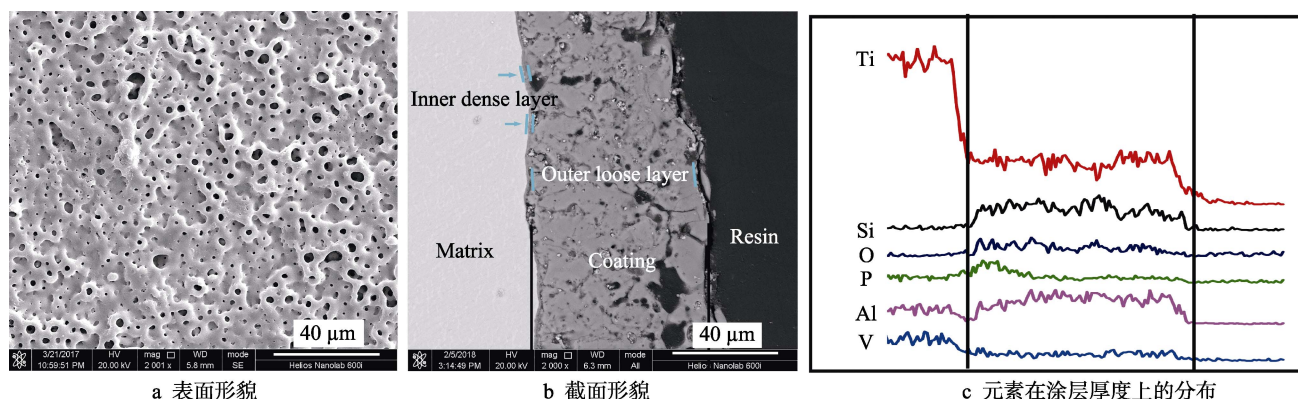 40 μm
3/21/2017 HV mag WD mode
10:59:51 PM 20.00 kV 2 001 x 5.8 mm SE Helios Nanolab 600i
a 表面形貌
Inner dense layer
Outer loose layer
Matrix
Coating
Resin
40 μm
2/5/2018 HV mag WD det
3:14:49 PM 20.00 kV 2 000 x 6.3 mm All Helio Nanolab 600i
b 截面形貌
Ti
Si
O
P
Al
V
c 元素在涂层厚度上的分布